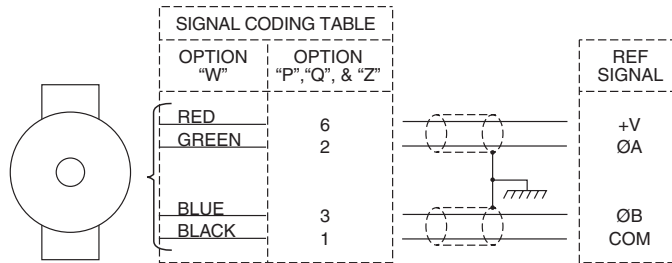 SIGNAL CODING TABLE
OPTION "W"
OPTION "P","Q", & "Z"
REF SIGNAL
RED 6 +V
GREEN 2 ØA
BLUE 3 ØB
BLACK 1 COM